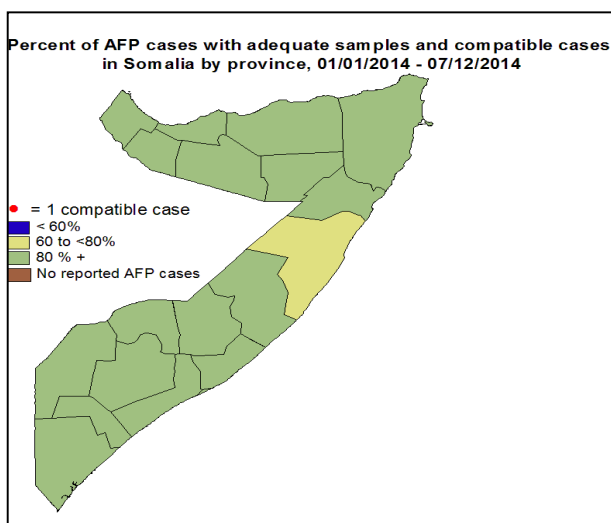 Percent of AFP cases with adequate samples and compatible cases
in Somalia by province, 01/01/2014 - 07/12/2014
= 1 compatible case
< 60%
60 to <80%
80 % +
No reported AFP cases